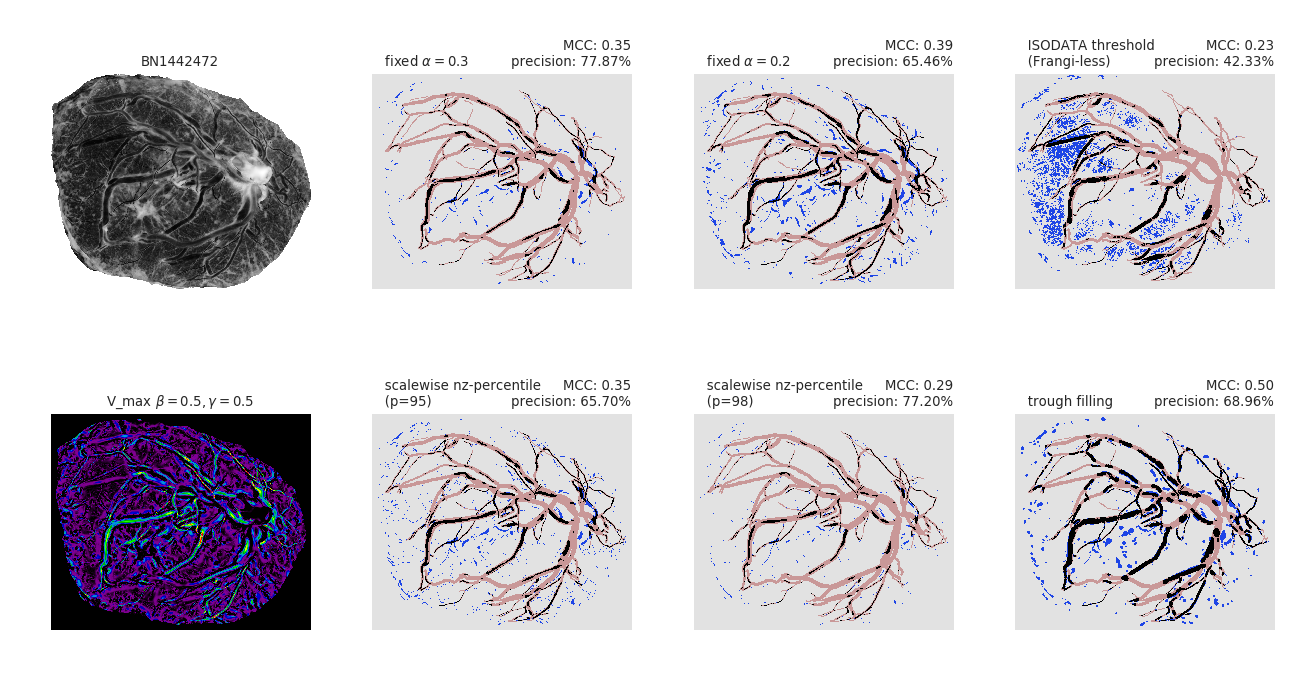 BN1442472
MCC: 0.35
fixed α = 0.3 precision: 77.87%
MCC: 0.39
fixed α = 0.2 precision: 65.46%
ISODATA threshold MCC: 0.23
(Frangi-less) precision: 42.33%
V_max β = 0.5, γ = 0.5
scalewise nz-percentile MCC: 0.35
(p=95) precision: 65.70%
scalewise nz-percentile MCC: 0.29
(p=98) precision: 77.20%
MCC: 0.50
trough filling precision: 68.96%